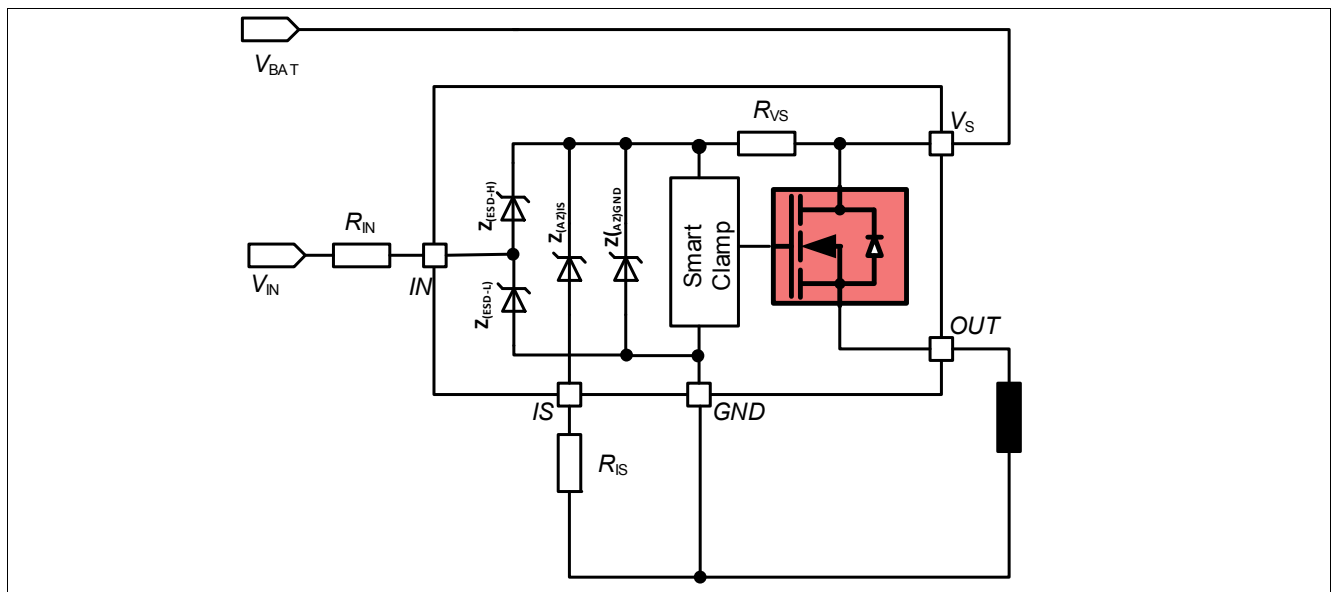 VBAT
RVS
VS
Z(ESD-H)
Z(AZ)IS
Z(AZ)GND
RIN
Smart
Clamp
VIN
IN
Z(ESD-L)
OUT
IS
GND
RIS